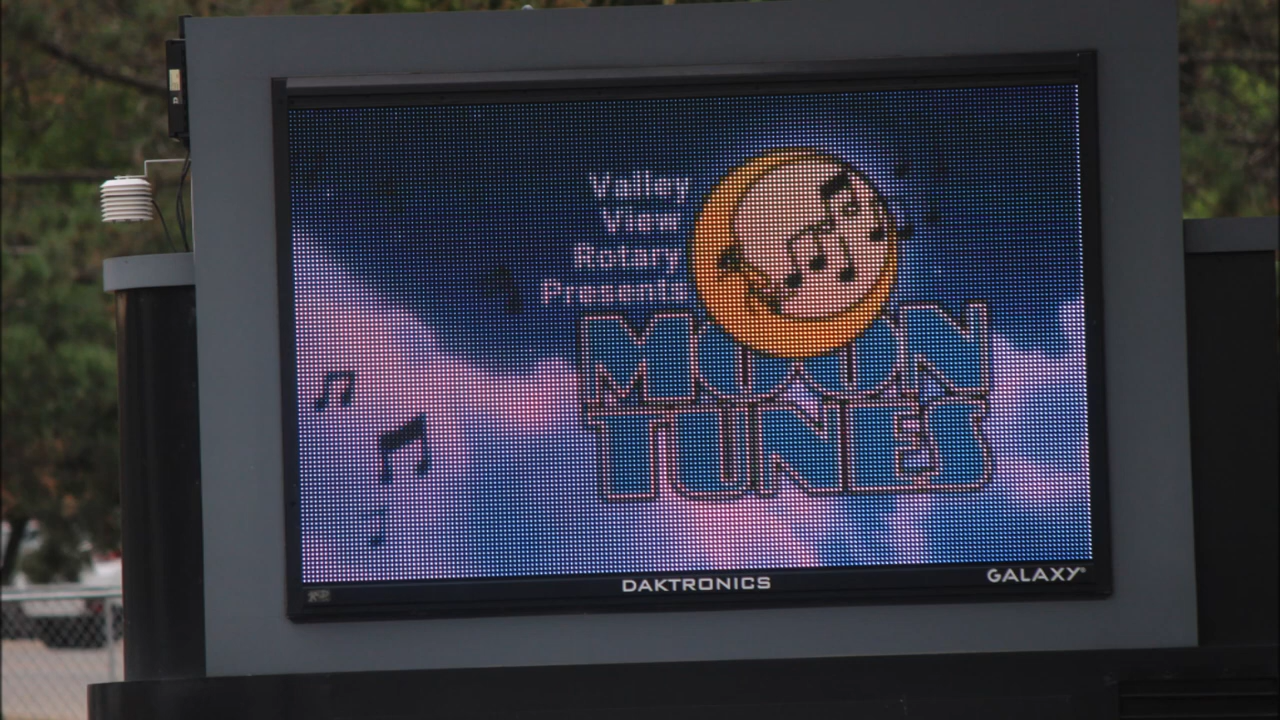 Valley
View
Rotary
Presents
MOON
TUNES
DAKTRONICS
GALAXY®